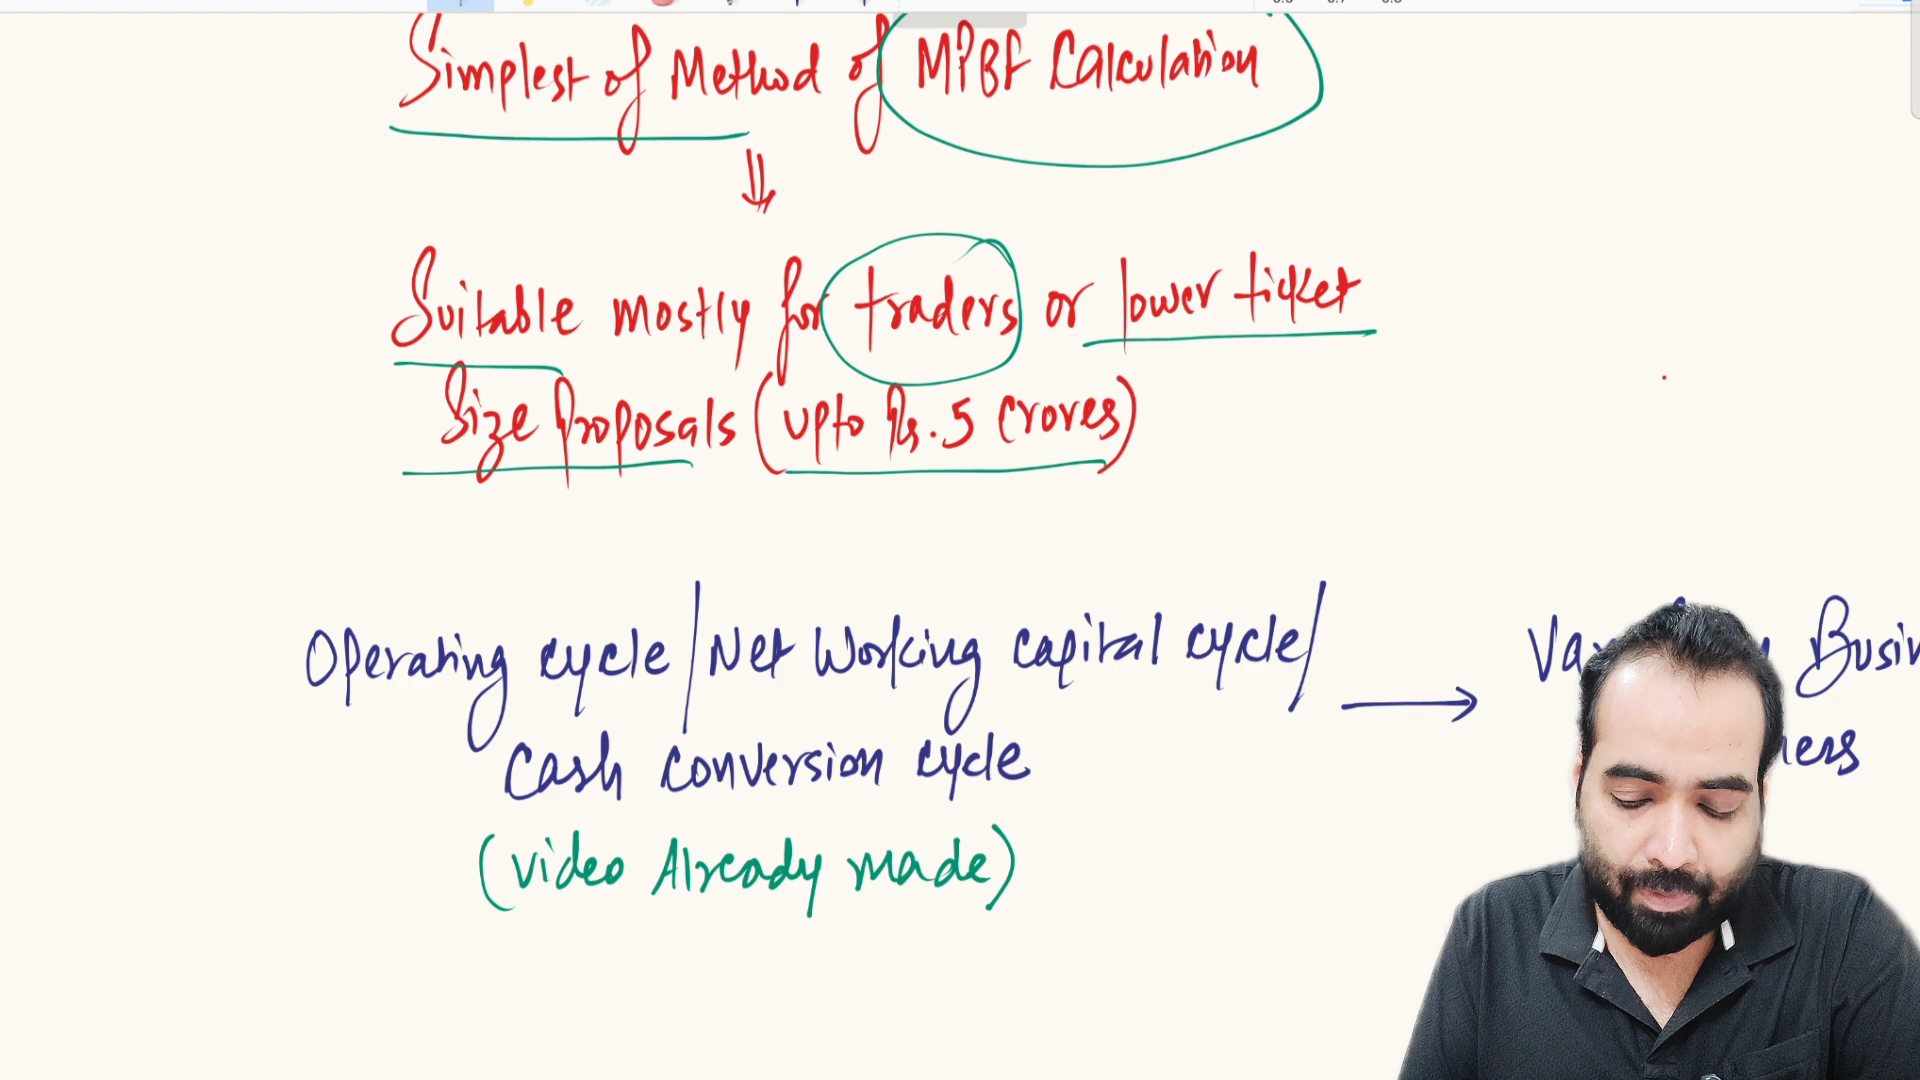 Simplest of Method of MPBF Calculation
Suitable mostly for traders or lower ticket
Size Proposals (upto Rs. 5 crores)
Operating cycle / Net Working capital cycle /
Cash conversion cycle
(video Already made)